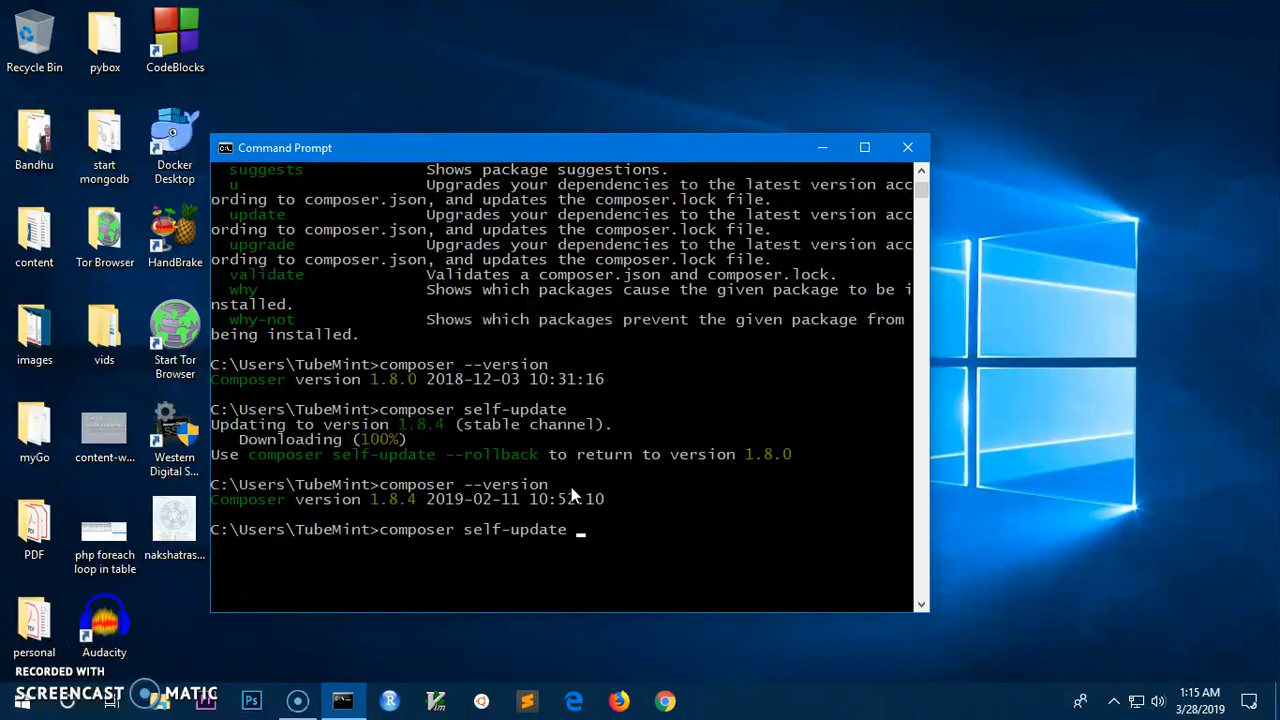 Recycle Bin
pybox
CodeBlocks
Bandhu
start
mongodb
Docker
Desktop
content
Tor Browser
HandBrake
images
vids
Start Tor
Browser
myGo
content-w...
Western
Digital S...
PDF
php foreach
loop in table
nakshatras...
personal
Audacity
Command Prompt
suggests Shows package suggestions.
u Upgrades your dependencies to the latest version acc
ording to composer.json, and updates the composer.lock file.
update Upgrades your dependencies to the latest version acc
ording to composer.json, and updates the composer.lock file.
upgrade Upgrades your dependencies to the latest version acc
ording to composer.json, and updates the composer.lock file.
validate Validates a composer.json and composer.lock.
why Shows which packages cause the given package to be i
nstalled.
why-not Shows which packages prevent the given package from
being installed.
C:\Users\TubeMint>composer --version
Composer version 1.8.0 2018-12-03 10:31:16
C:\Users\TubeMint>composer self-update
Updating to version 1.8.4 (stable channel).
Downloading (100%)
Use composer self-update --rollback to return to version 1.8.0
C:\Users\TubeMint>composer --version
Composer version 1.8.4 2019-02-11 10:52:10
C:\Users\TubeMint>composer self-update
RECORDED WITH
SCREENCAST MATIC
Ps
R
1:15 AM
3/28/2019